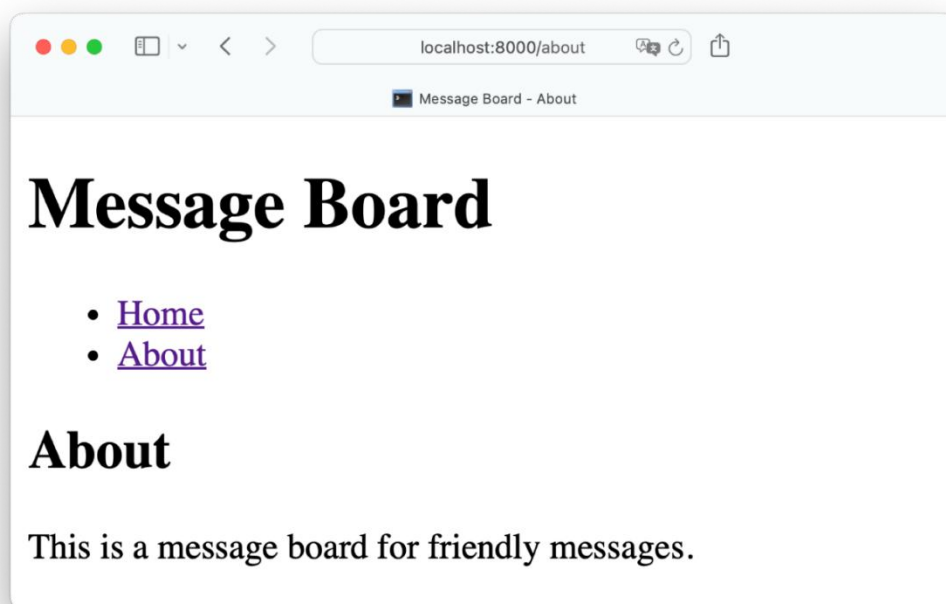 localhost:8000/about
Message Board - About
Message Board
Home
About
About
This is a message board for friendly messages.